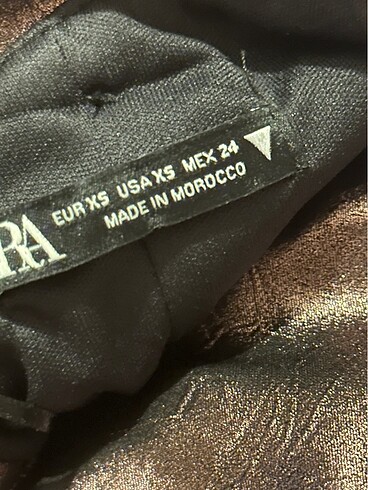 RA
EUR XS USA XS MEX 24
MADE IN MOROCCO